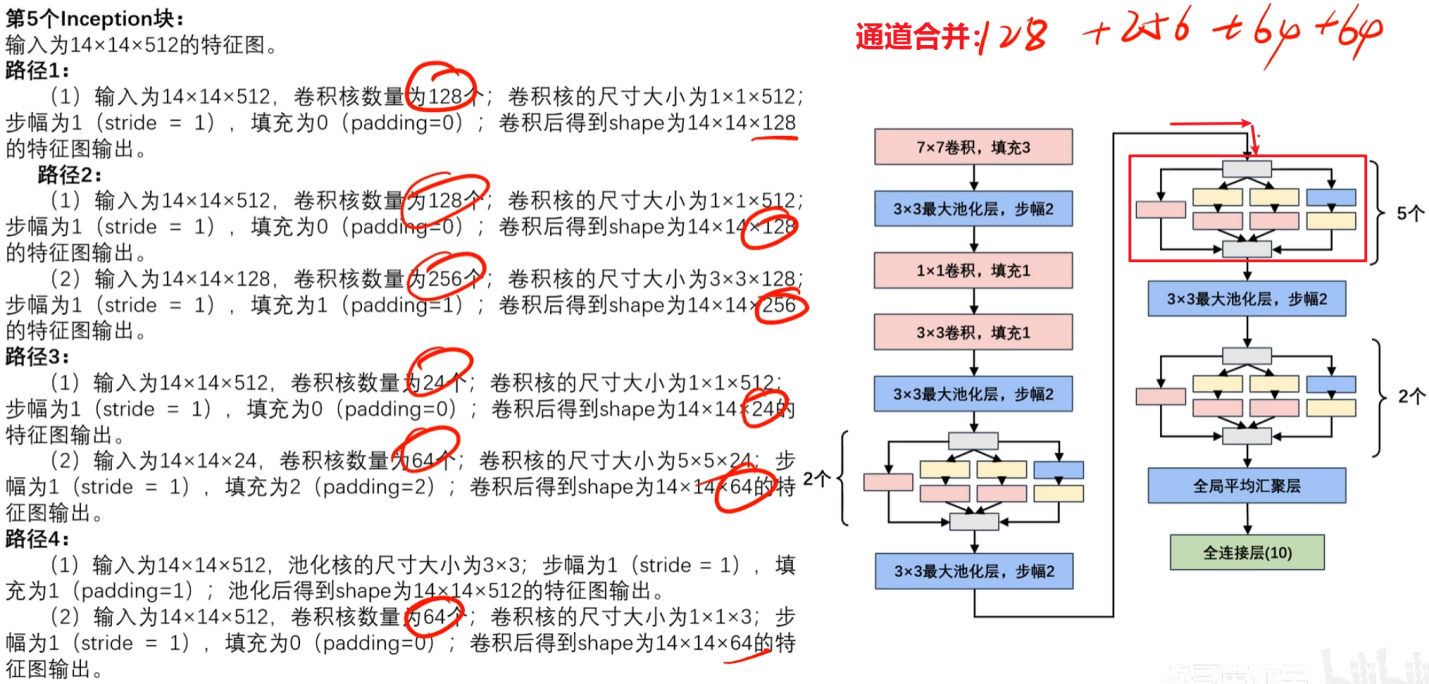 第5个Inception块：
输入为14×14×512的特征图。
路径1：
（1）输入为14×14×512，卷积核数量为128个；卷积核的尺寸大小为1×1×512；
步幅为1（stride = 1），填充为0（padding=0）；卷积后得到shape为14×14×128
的特征图输出。
路径2：
（1）输入为14×14×512，卷积核数量为128个；卷积核的尺寸大小为1×1×512；
步幅为1（stride = 1），填充为0（padding=0）；卷积后得到shape为14×14×128
的特征图输出。
（2）输入为14×14×128，卷积核数量为256个；卷积核的尺寸大小为3×3×128；
步幅为1（stride = 1），填充为1（padding=1）；卷积后得到shape为14×14×256
的特征图输出。
路径3：
（1）输入为14×14×512，卷积核数量为24个；卷积核的尺寸大小为1×1×512；
步幅为1（stride = 1），填充为0（padding=0）；卷积后得到shape为14×14×24的
特征图输出。
（2）输入为14×14×24，卷积核数量为64个；卷积核的尺寸大小为5×5×24；步
幅为1（stride = 1），填充为2（padding=2）；卷积后得到shape为14×14×64的特
征图输出。
路径4：
（1）输入为14×14×512，池化核的尺寸大小为3×3；步幅为1（stride = 1），填
充为1（padding=1）；池化后得到shape为14×14×512的特征图输出。
（2）输入为14×14×512，卷积核数量为64个；卷积核的尺寸大小为1×1×3；步
幅为1（stride = 1），填充为0（padding=0）；卷积后得到shape为14×14×64的特
征图输出。
通道合并:128 +256 +64 +64
7×7卷积，填充3
3×3最大池化层，步幅2
1×1卷积，填充1
3×3卷积，填充1
3×3最大池化层，步幅2
2个
3×3最大池化层，步幅2
5个
3×3最大池化层，步幅2
2个
全局平均汇聚层
全连接层(10)